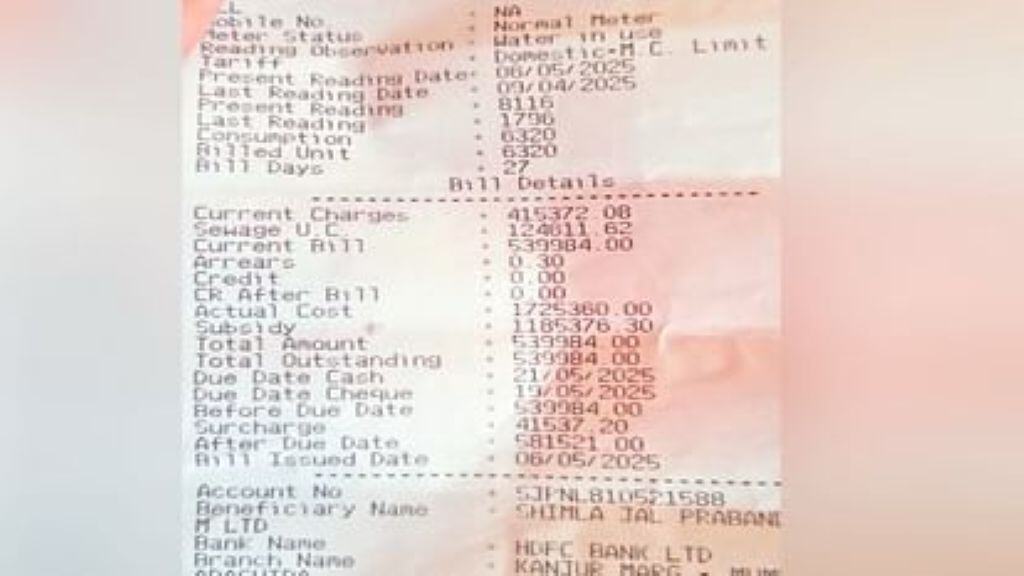 Mobile No. : NA
Meter Status : Normal Meter
Reading Observation : Water in use
Tariff : Domestic-M.C. Limit
Present Reading Date: 06/05/2025
Last Reading Date : 09/04/2025
Present Reading : 8116
Last Reading : 1796
Consumption : 6320
Billed Unit : 6320
Bill Days : 27
Bill Details
Current Charges : 415372.08
Sewage U.C. : 124611.62
Current Bill : 539984.00
Arrears : 0.30
Credit : 0.00
CR After Bill : 0.00
Actual Cost : 1725360.00
Subsidy : 1185376.30
Total Amount : 539984.00
Total Outstanding : 539984.00
Due Date Cash : 21/05/2025
Due Date Cheque : 19/05/2025
Before Due Date : 539984.00
Surcharge : 41537.20
After Due Date : 581521.00
Bill Issued Date : 06/05/2025
Account No : SJPNL810521588
Beneficiary Name : SHIMLA JAL PRABAN
M LTD
Bank Name : HDFC BANK LTD
Branch Name : KANJUR MARG -